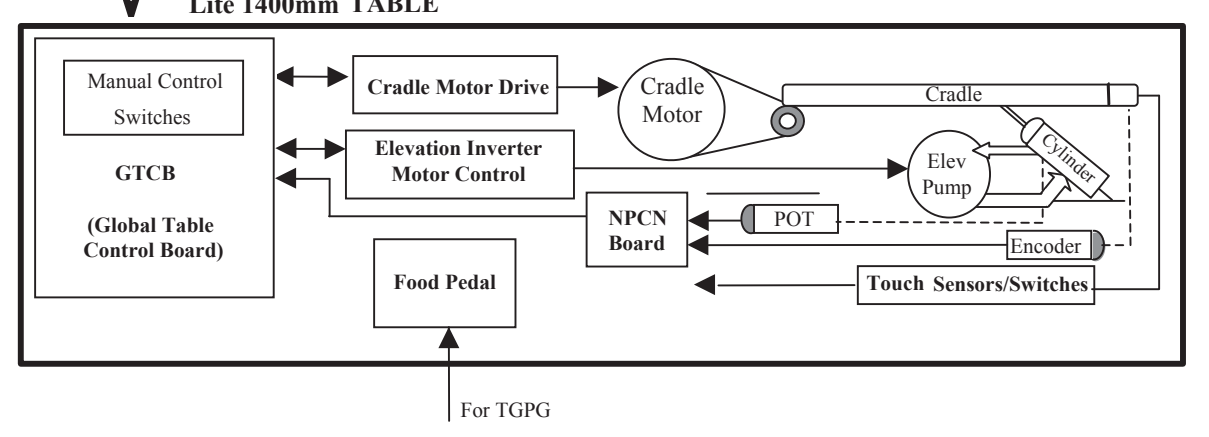 Lite 1400mm TABLE
Manual Control
Switches
GTCB
(Global Table
Control Board)
Cradle Motor Drive
Cradle
Motor
Cradle
Elevation Inverter
Motor Control
Elev
Pump
Cylinder
NPCN
Board
POT
Encoder
Touch Sensors/Switches
Food Pedal
For TGPG